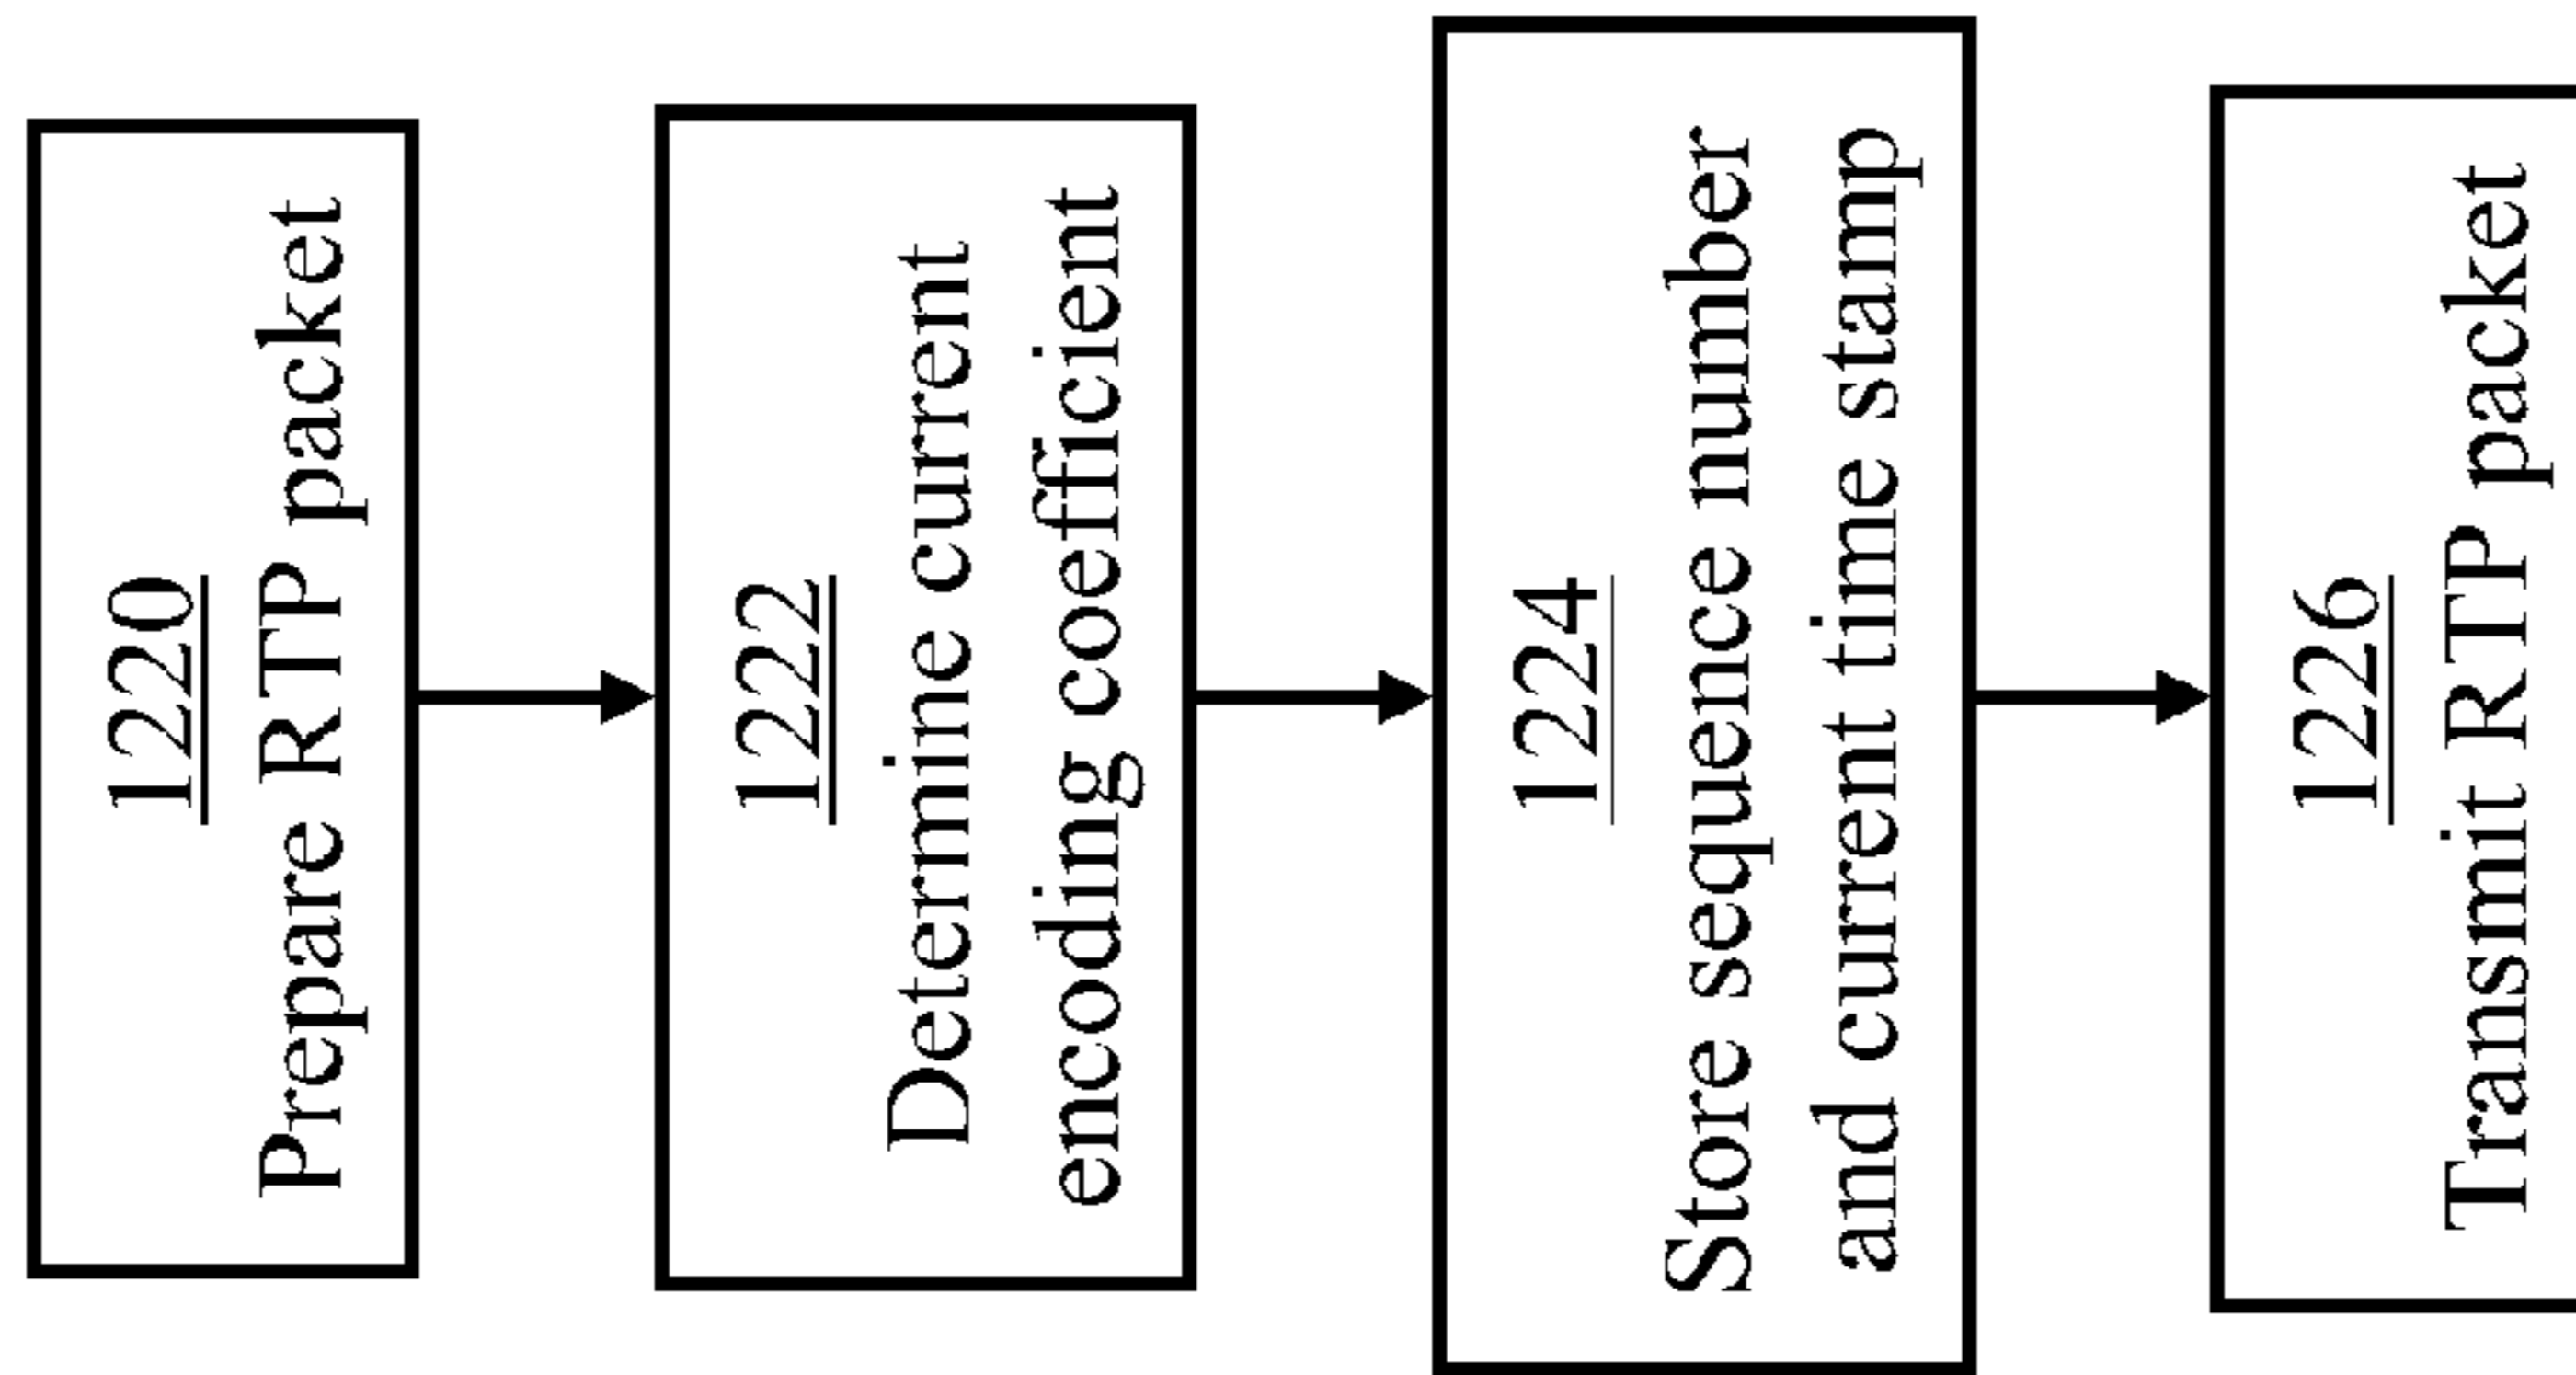 1220
Prepare RTP packet
1222
Determine current
encoding coefficient
1224
Store sequence number
and current time stamp
1226
Transmit RTP packet